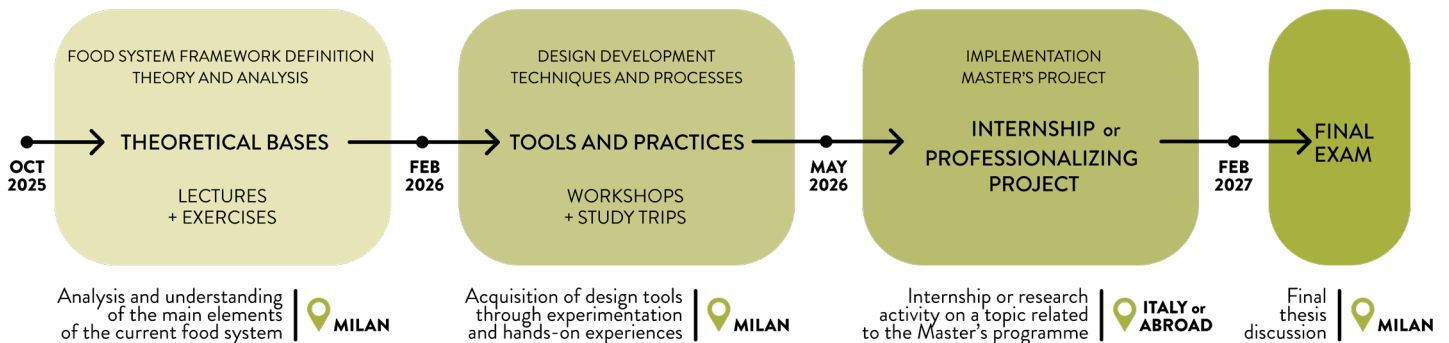 OCT
2025
FOOD SYSTEM FRAMEWORK DEFINITION
THEORY AND ANALYSIS
THEORETICAL BASES
LECTURES
+ EXERCISES
Analysis and understanding
of the main elements
of the current food system
MILAN
FEB
2026
DESIGN DEVELOPMENT
TECHNIQUES AND PROCESSES
TOOLS AND PRACTICES
WORKSHOPS
+ STUDY TRIPS
Acquisition of design tools
through experimentation
and hands-on experiences
MILAN
MAY
2026
IMPLEMENTATION
MASTER'S PROJECT
INTERNSHIP or
PROFESSIONALIZING
PROJECT
Internship or research
activity on a topic related
to the Master's programme
ITALY or
ABROAD
FEB
2027
FINAL
EXAM
Final
thesis
discussion
MILAN